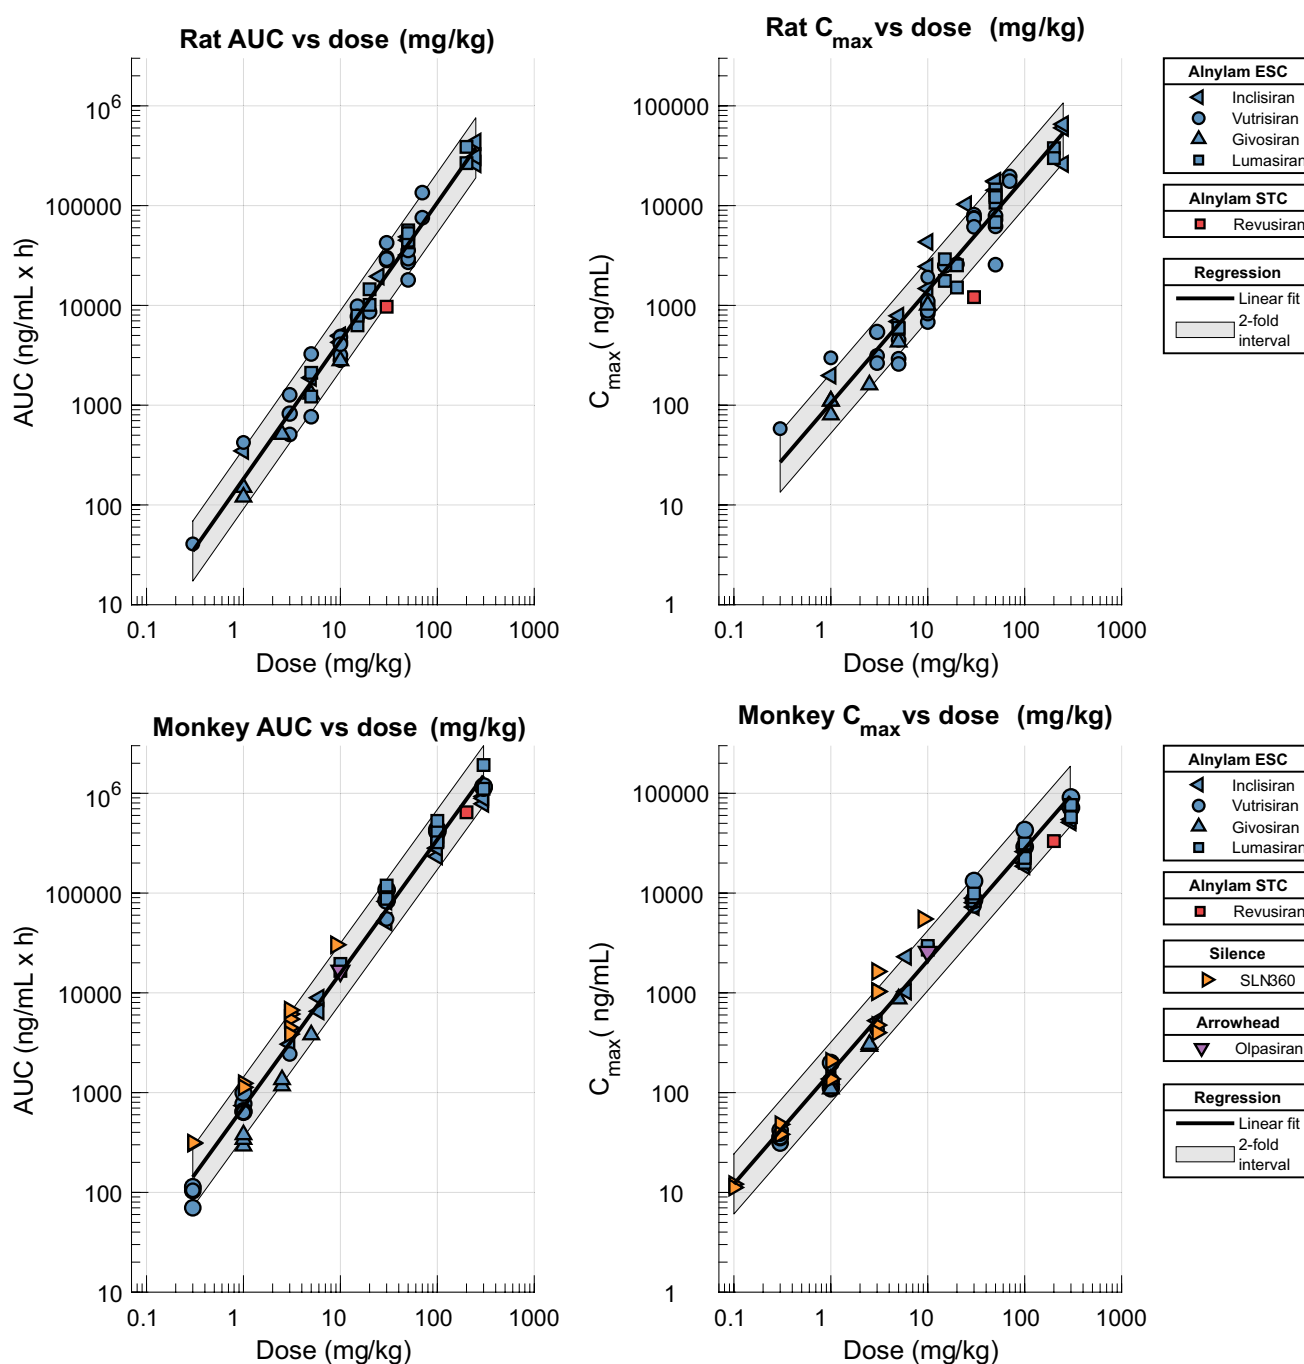 Rat AUC vs dose (mg/kg)
10^6
100000
10000
1000
100
10
AUC (ng/mL x h)
0.1 1 10 100 1000
Dose (mg/kg)
Rat C_max vs dose (mg/kg)
100000
10000
1000
100
10
1
C_max( ng/mL)
0.1 1 10 100 1000
Dose (mg/kg)
Alnylam ESC
Inclisiran
Vutrisiran
Givosiran
Lumasiran
Alnylam STC
Revusiran
Regression
Linear fit
2-fold
interval
Monkey AUC vs dose (mg/kg)
10^6
100000
10000
1000
100
10
AUC (ng/mL x h)
0.1 1 10 100 1000
Dose (mg/kg)
Monkey C_max vs dose (mg/kg)
100000
10000
1000
100
10
1
C_max( ng/mL)
0.1 1 10 100 1000
Dose (mg/kg)
Alnylam ESC
Inclisiran
Vutrisiran
Givosiran
Lumasiran
Alnylam STC
Revusiran
Silence
SLN360
Arrowhead
Olpasiran
Regression
Linear fit
2-fold
interval